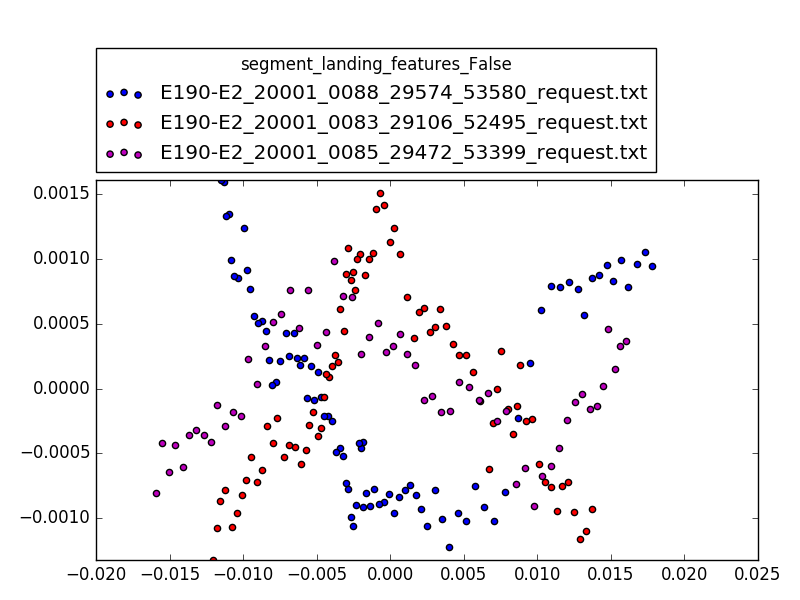 segment_landing_features_False
E190-E2_20001_0088_29574_53580_request.txt
E190-E2_20001_0083_29106_52495_request.txt
E190-E2_20001_0085_29472_53399_request.txt
0.0015
0.0010
0.0005
0.0000
−0.0005
−0.0010
−0.020 −0.015 −0.010 −0.005 0.000 0.005 0.010 0.015 0.020 0.025